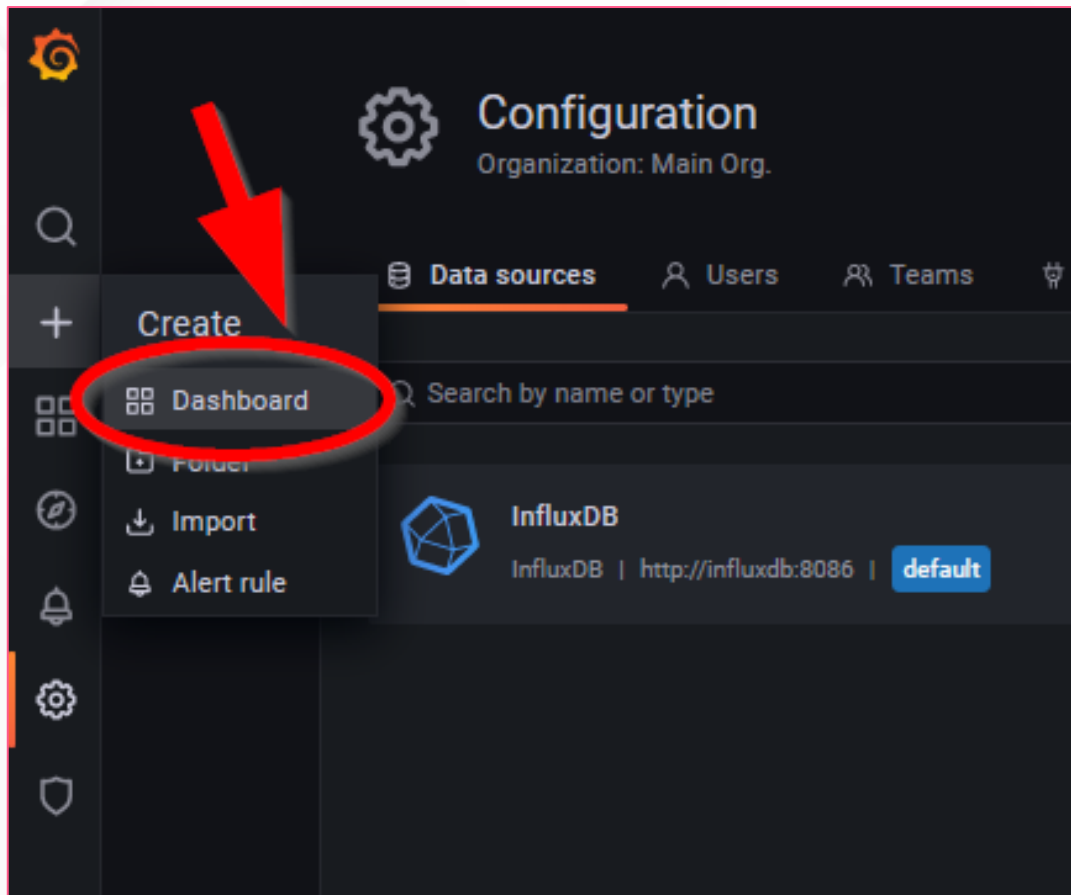 Configuration
Organization: Main Org.
Data sources Users Teams
Create
Dashboard
Search by name or type
Folder
Import
InfluxDB
InfluxDB | http://influxdb:8086 | default
Alert rule